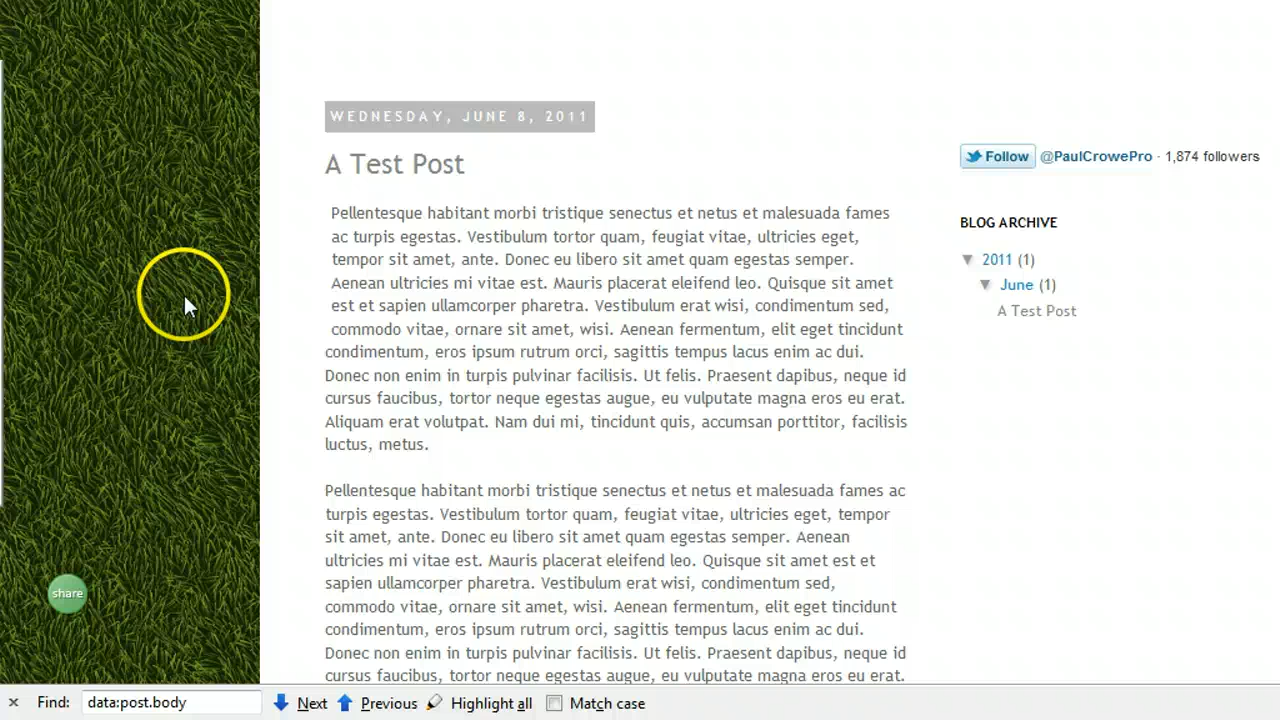 WEDNESDAY, JUNE 8, 2011
A Test Post
Pellentesque habitant morbi tristique senectus et netus et malesuada fames
ac turpis egestas. Vestibulum tortor quam, feugiat vitae, ultricies eget,
tempor sit amet, ante. Donec eu libero sit amet quam egestas semper.
Aenean ultricies mi vitae est. Mauris placerat eleifend leo. Quisque sit amet
est et sapien ullamcorper pharetra. Vestibulum erat wisi, condimentum sed,
commodo vitae, ornare sit amet, wisi. Aenean fermentum, elit eget tincidunt
condimentum, eros ipsum rutrum orci, sagittis tempus lacus enim ac dui.
Donec non enim in turpis pulvinar facilisis. Ut felis. Praesent dapibus, neque id
cursus faucibus, tortor neque egestas augue, eu vulputate magna eros eu erat.
Aliquam erat volutpat. Nam dui mi, tincidunt quis, accumsan porttitor, facilisis
luctus, metus.
Pellentesque habitant morbi tristique senectus et netus et malesuada fames ac
turpis egestas. Vestibulum tortor quam, feugiat vitae, ultricies eget, tempor
sit amet, ante. Donec eu libero sit amet quam egestas semper. Aenean
ultricies mi vitae est. Mauris placerat eleifend leo. Quisque sit amet est et
sapien ullamcorper pharetra. Vestibulum erat wisi, condimentum sed,
commodo vitae, ornare sit amet, wisi. Aenean fermentum, elit eget tincidunt
condimentum, eros ipsum rutrum orci, sagittis tempus lacus enim ac dui.
Donec non enim in turpis pulvinar facilisis. Ut felis. Praesent dapibus, neque id
cursus faucibus, tortor neque egestas augue, eu vulputate magna eros eu erat.
Follow @PaulCrowePro · 1,874 followers
BLOG ARCHIVE
▼ 2011 (1)
▼ June (1)
A Test Post
share
Find: data:post.body Next Previous Highlight all Match case